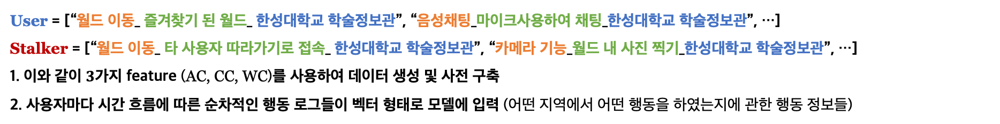 User = [“월드 이동_ 즐겨찾기 된 월드_ 한성대학교 학술정보관”, “음성채팅_마이크사용하여 채팅_한성대학교 학술정보관”, …]
Stalker = [“월드 이동_ 타 사용자 따라가기로 접속_ 한성대학교 학술정보관”, “카메라 기능_월드 내 사진 찍기_한성대학교 학술정보관”, …]
1. 이와 같이 3가지 feature (AC, CC, WC)를 사용하여 데이터 생성 및 사전 구축
2. 사용자마다 시간 흐름에 따른 순차적인 행동 로그들이 벡터 형태로 모델에 입력 (어떤 지역에서 어떤 행동을 하였는지에 관한 행동 정보들)